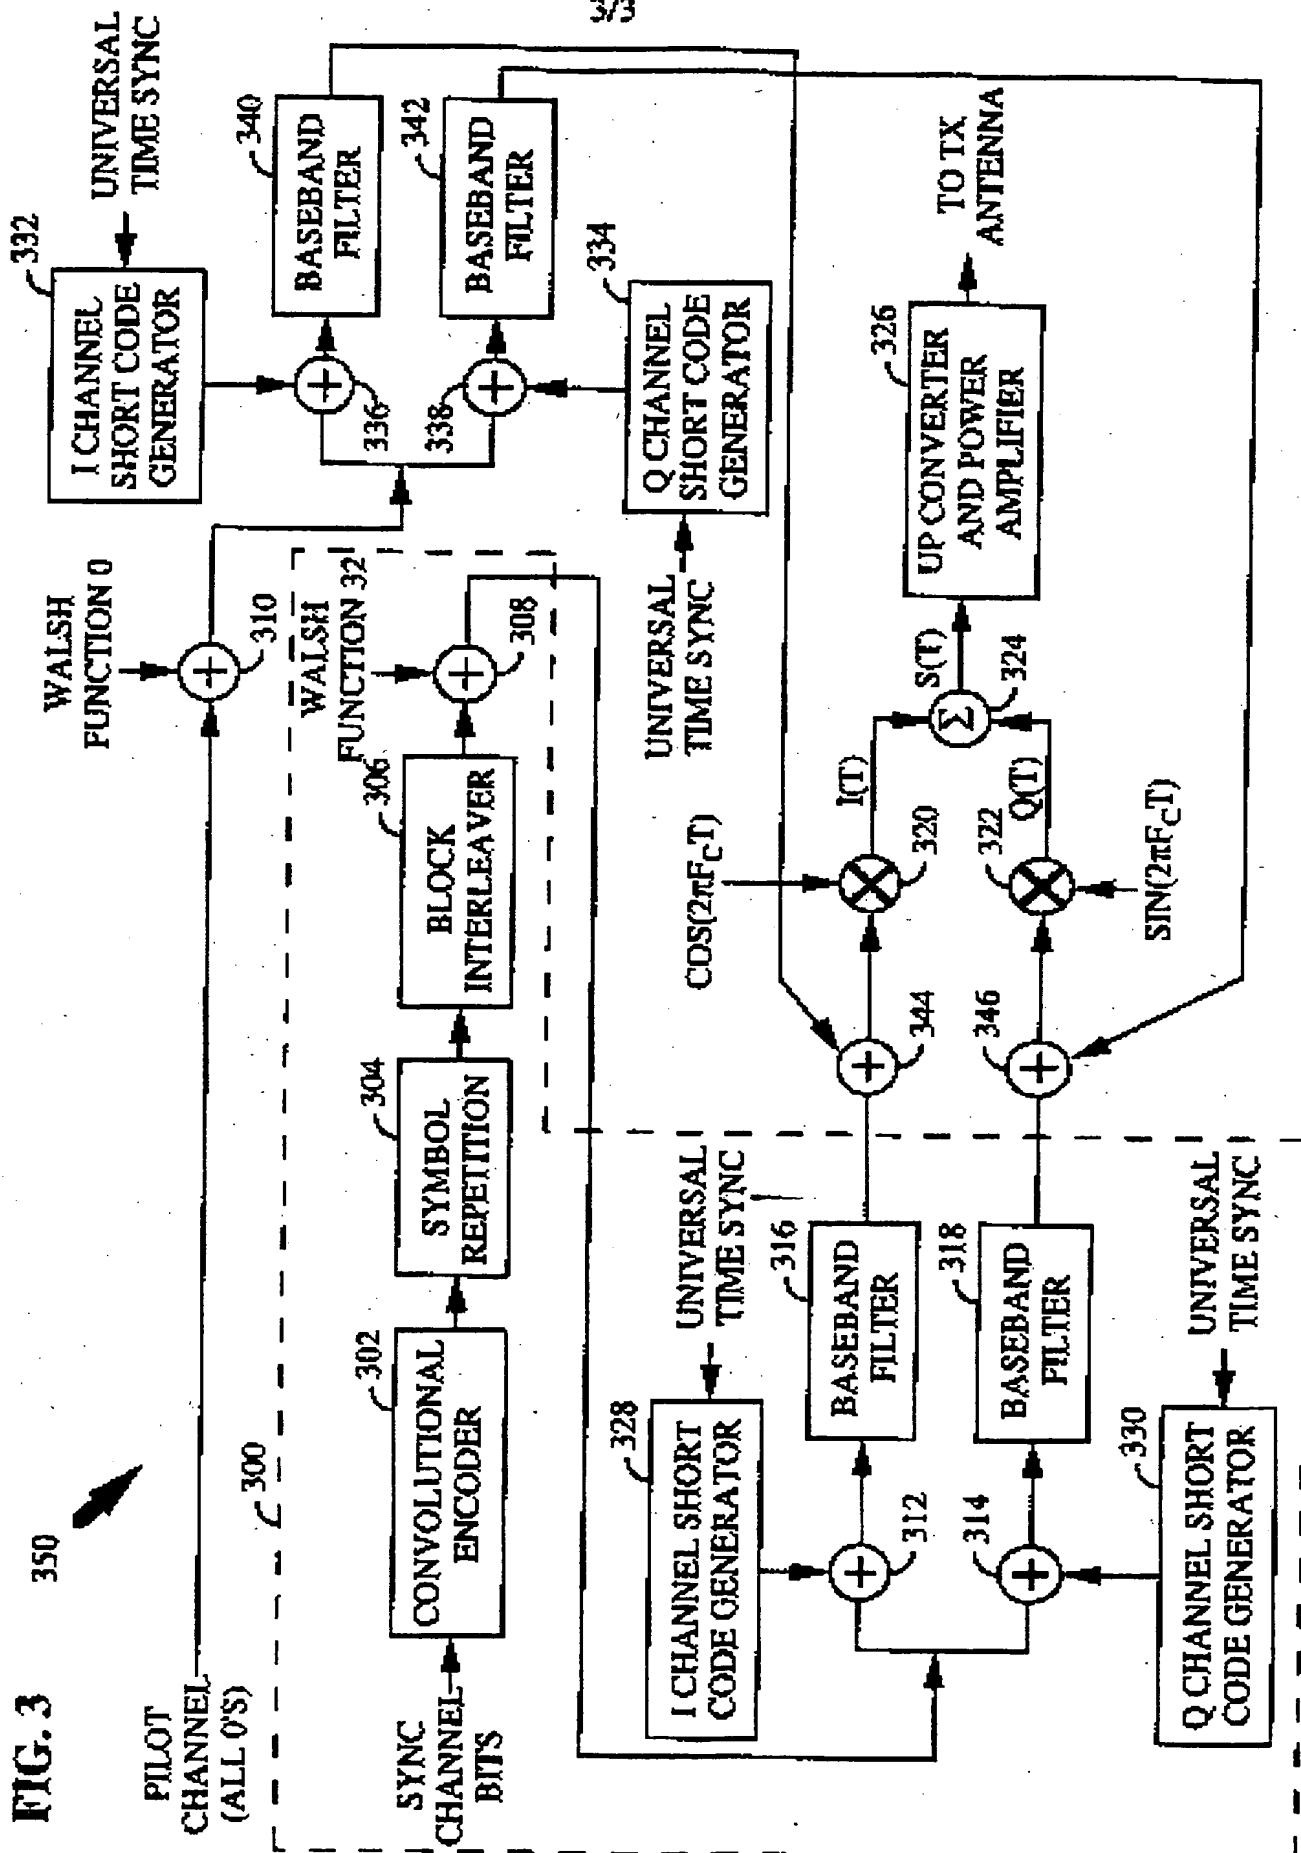 3/3
FIG. 3
350
PILOT
CHANNEL
(ALL 0'S)
WALSH
FUNCTION 0
310
332
UNIVERSAL
TIME SYNC
I CHANNEL
SHORT CODE
GENERATOR
336
340
BASEBAND
FILTER
338
342
BASEBAND
FILTER
334
Q CHANNEL
SHORT CODE
GENERATOR
UNIVERSAL
TIME SYNC
300
SYNC
CHANNEL
BITS
302
CONVOLUTIONAL
ENCODER
304
SYMBOL
REPETITION
306
BLOCK
INTERLEAVER
WALSH
FUNCTION 32
308
328
I CHANNEL SHORT
CODE GENERATOR
UNIVERSAL
TIME SYNC
312
316
BASEBAND
FILTER
344
COS(2πFCT)
320
I(T)
314
318
BASEBAND
FILTER
346
322
Q(T)
SIN(2πFCT)
S(T)
Σ
324
326
UP CONVERTER
AND POWER
AMPLIFIER
TO TX
ANTENNA
330
Q CHANNEL SHORT
CODE GENERATOR
UNIVERSAL
TIME SYNC